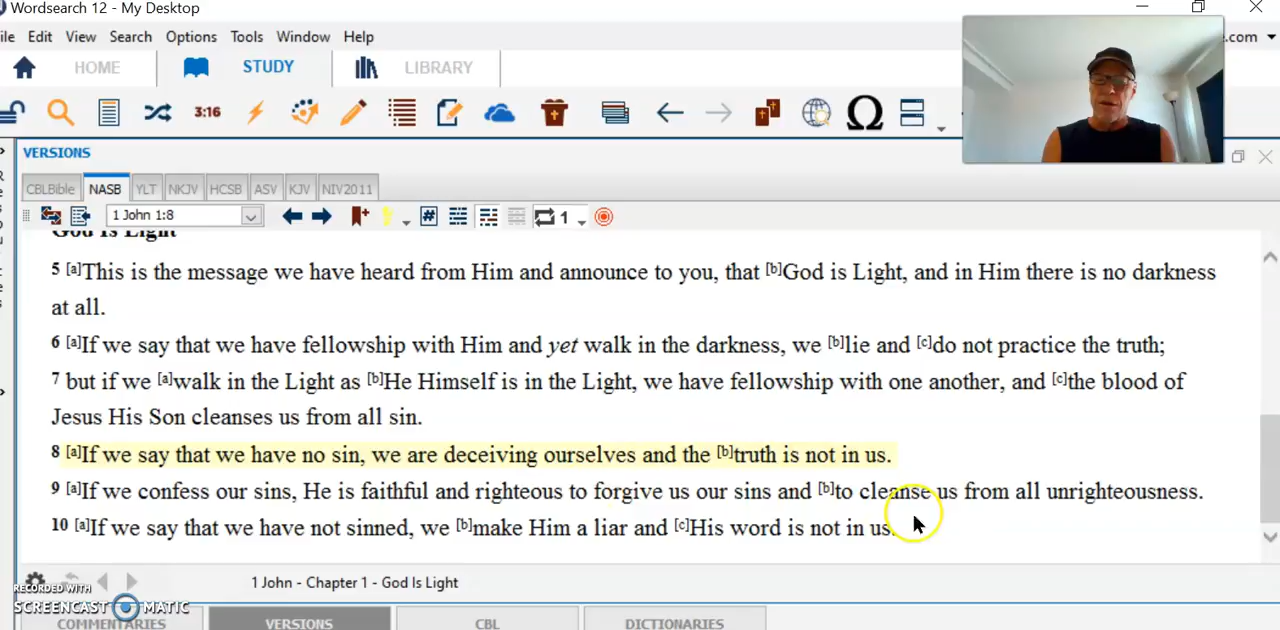 Wordsearch 12 - My Desktop
ile Edit View Search Options Tools Window Help
.com
HOME STUDY LIBRARY
3:16
VERSIONS
CBLBible NASB YLT NKJV HCSB ASV KJV NIV2011
1 John 1:8 # 1
God Is Light
5 [a]This is the message we have heard from Him and announce to you, that [b]God is Light, and in Him there is no darkness
at all.
6 [a]If we say that we have fellowship with Him and yet walk in the darkness, we [b]lie and [c]do not practice the truth;
7 but if we [a]walk in the Light as [b]He Himself is in the Light, we have fellowship with one another, and [c]the blood of
Jesus His Son cleanses us from all sin.
8 [a]If we say that we have no sin, we are deceiving ourselves and the [b]truth is not in us.
9 [a]If we confess our sins, He is faithful and righteous to forgive us our sins and [b]to cleanse us from all unrighteousness.
10 [a]If we say that we have not sinned, we [b]make Him a liar and [c]His word is not in us.
1 John - Chapter 1 - God Is Light
RECORDED WITH
SCREENCAST MATIC
COMMENTARIES VERSIONS CBL DICTIONARIES